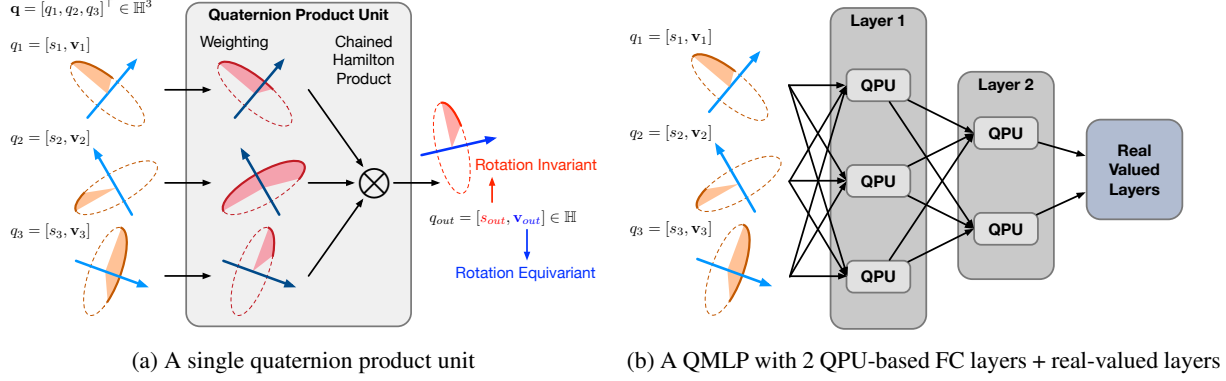 𝐪 = [q₁, q₂, q₃]^⊤ ∈ ℍ³
Quaternion Product Unit
Weighting
Chained
Hamilton
Product
q₁ = [s₁, 𝐯₁]
q₂ = [s₂, 𝐯₂]
q₃ = [s₃, 𝐯₃]
Rotation Invariant
q_out = [s_out, 𝐯_out] ∈ ℍ
Rotation Equivariant
(a) A single quaternion product unit
q₁ = [s₁, 𝐯₁]
q₂ = [s₂, 𝐯₂]
q₃ = [s₃, 𝐯₃]
Layer 1
QPU
QPU
QPU
Layer 2
QPU
QPU
Real
Valued
Layers
(b) A QMLP with 2 QPU-based FC layers + real-valued layers